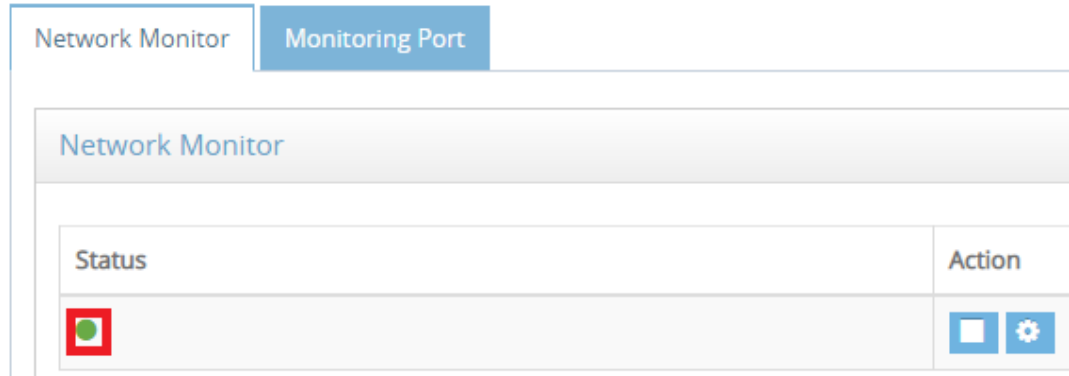 Network Monitor
Monitoring Port
Network Monitor
Status
Action